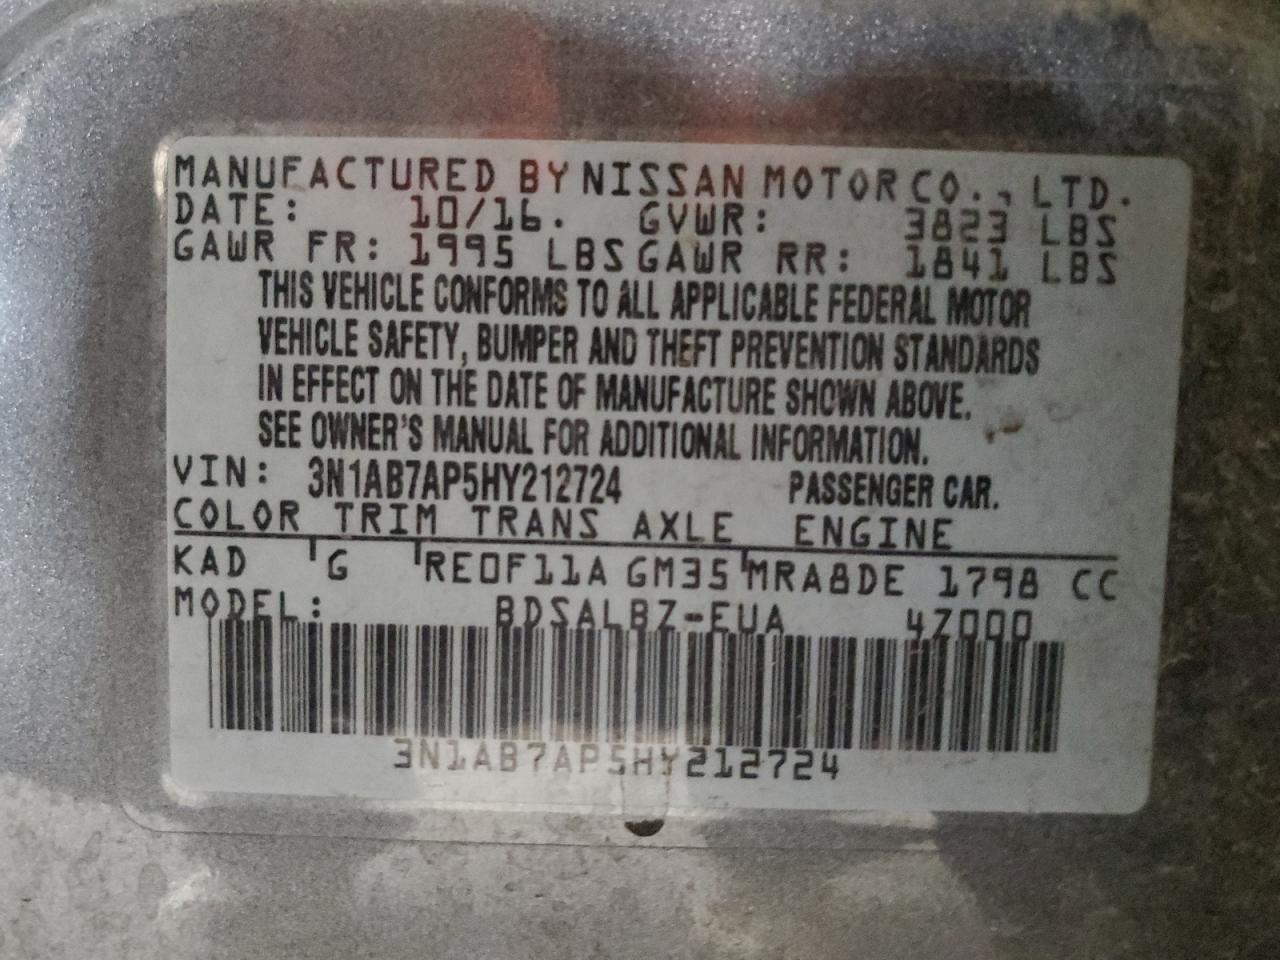 MANUFACTURED BY NISSAN MOTOR CO., LTD.
DATE: 10/16. GVWR: 3823 LBS
GAWR FR: 1995 LBS GAWR RR: 1841 LBS
THIS VEHICLE CONFORMS TO ALL APPLICABLE FEDERAL MOTOR
VEHICLE SAFETY, BUMPER AND THEFT PREVENTION STANDARDS
IN EFFECT ON THE DATE OF MANUFACTURE SHOWN ABOVE.
SEE OWNER'S MANUAL FOR ADDITIONAL INFORMATION.
VIN: 3N1AB7AP5HY212724 PASSENGER CAR.
COLOR TRIM TRANS AXLE ENGINE
KAD G RE0F11A GM35 MRA8DE 1798 CC
MODEL: BDSALBZ-EUA 4Z000
3N1AB7AP5HY212724